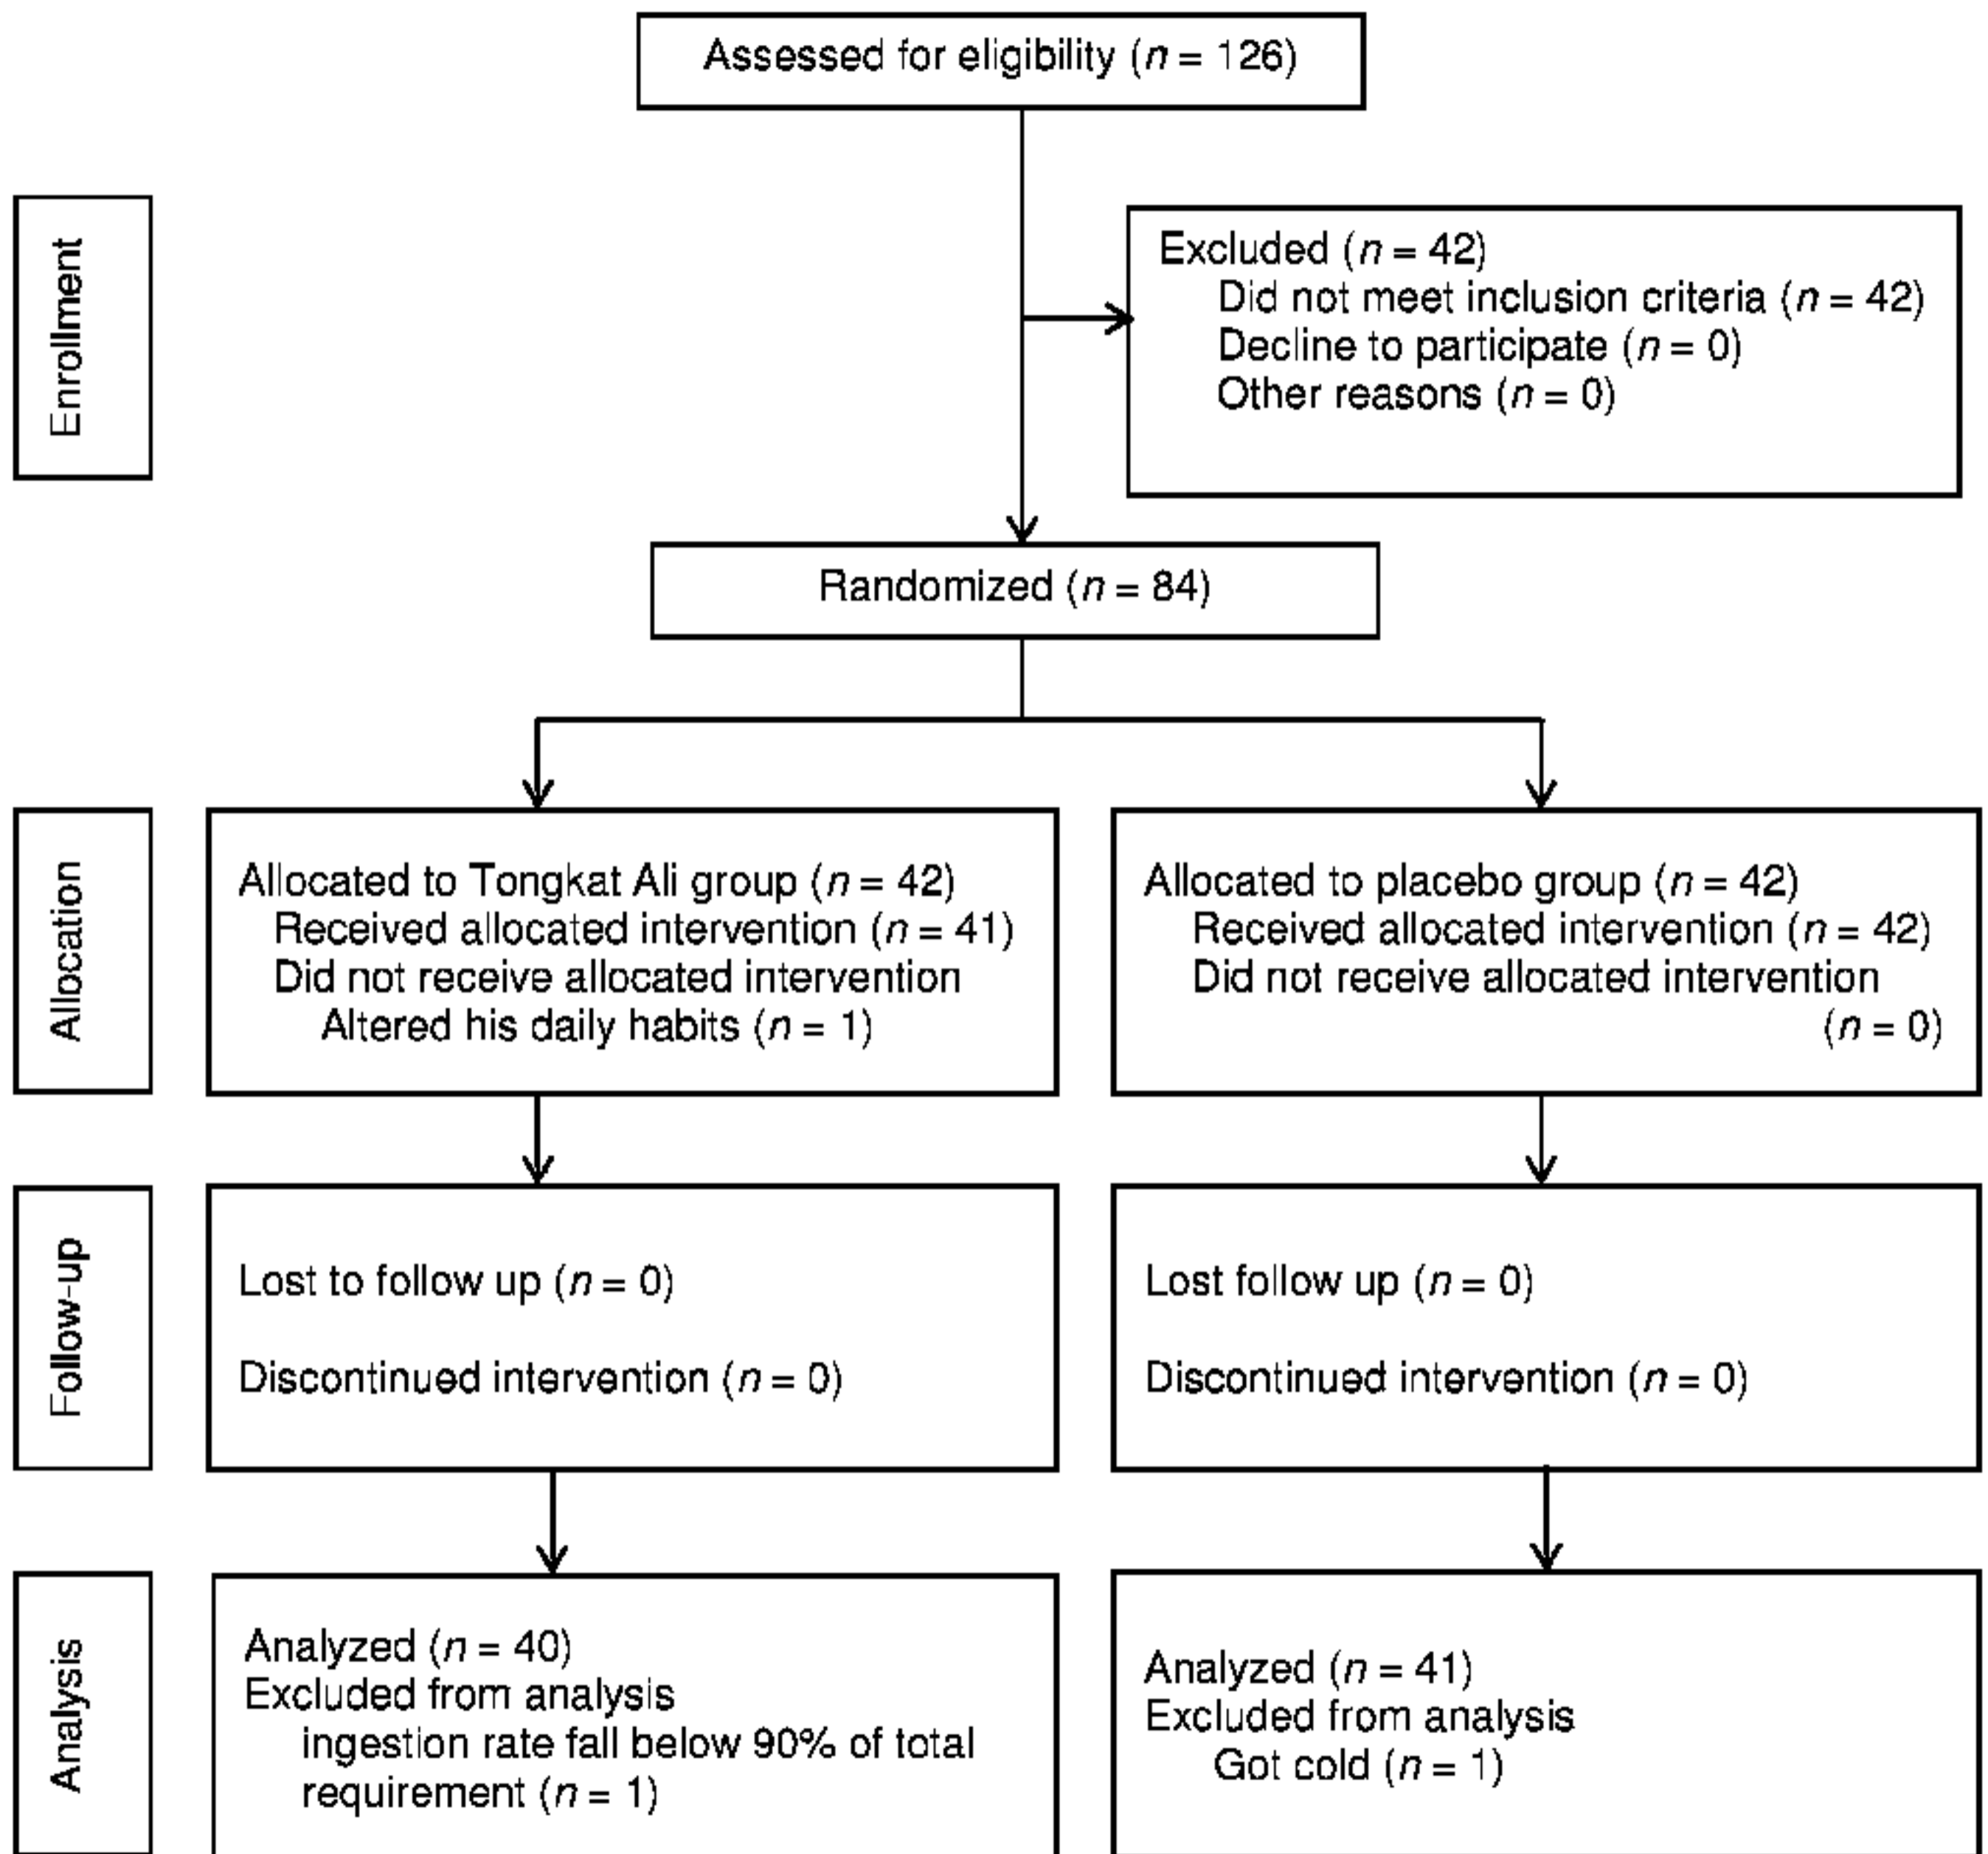 Assessed for eligibility (n = 126)
Enrollment
Excluded (n = 42)
Did not meet inclusion criteria (n = 42)
Decline to participate (n = 0)
Other reasons (n = 0)
Randomized (n = 84)
Allocation
Allocated to Tongkat Ali group (n = 42)
Received allocated intervention (n = 41)
Did not receive allocated intervention
Altered his daily habits (n = 1)
Allocated to placebo group (n = 42)
Received allocated intervention (n = 42)
Did not receive allocated intervention
(n = 0)
Follow-up
Lost to follow up (n = 0)
Discontinued intervention (n = 0)
Lost follow up (n = 0)
Discontinued intervention (n = 0)
Analysis
Analyzed (n = 40)
Excluded from analysis
ingestion rate fall below 90% of total
requirement (n = 1)
Analyzed (n = 41)
Excluded from analysis
Got cold (n = 1)